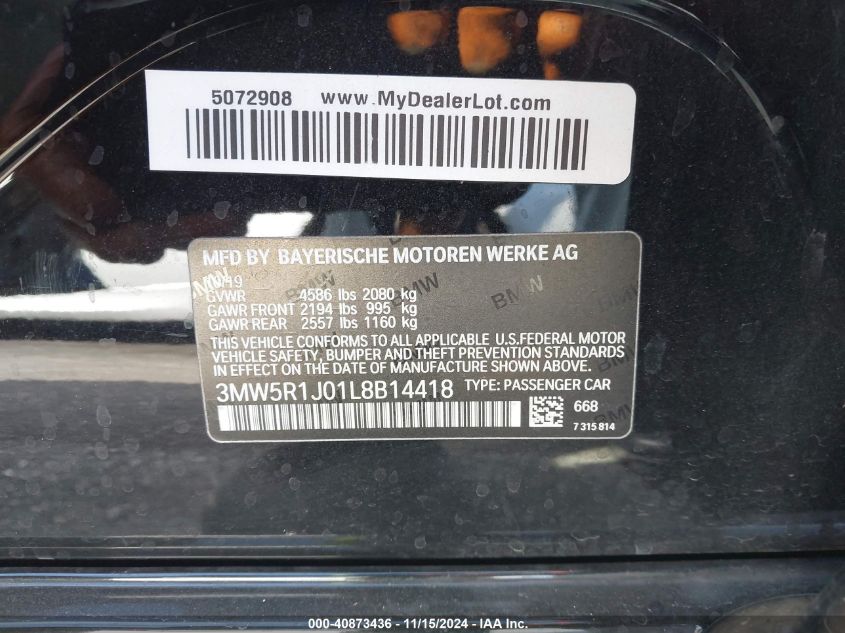 5072908 www.MyDealerLot.com
MFD BY BAYERISCHE MOTOREN WERKE AG
GVWR 4586 lbs 2080 kg
GAWR FRONT 2194 lbs 995 kg
GAWR REAR 2557 lbs 1160 kg
THIS VEHICLE CONFORMS TO ALL APPLICABLE U.S.FEDERAL MOTOR
VEHICLE SAFETY, BUMPER AND THEFT PREVENTION STANDARDS
IN EFFECT ON THE DATE OF MANUFACTURE SHOWN ABOVE.
3MW5R1J01L8B14418 TYPE: PASSENGER CAR
668
7 315 814
000-40873436 - 11/15/2024 - IAA Inc.